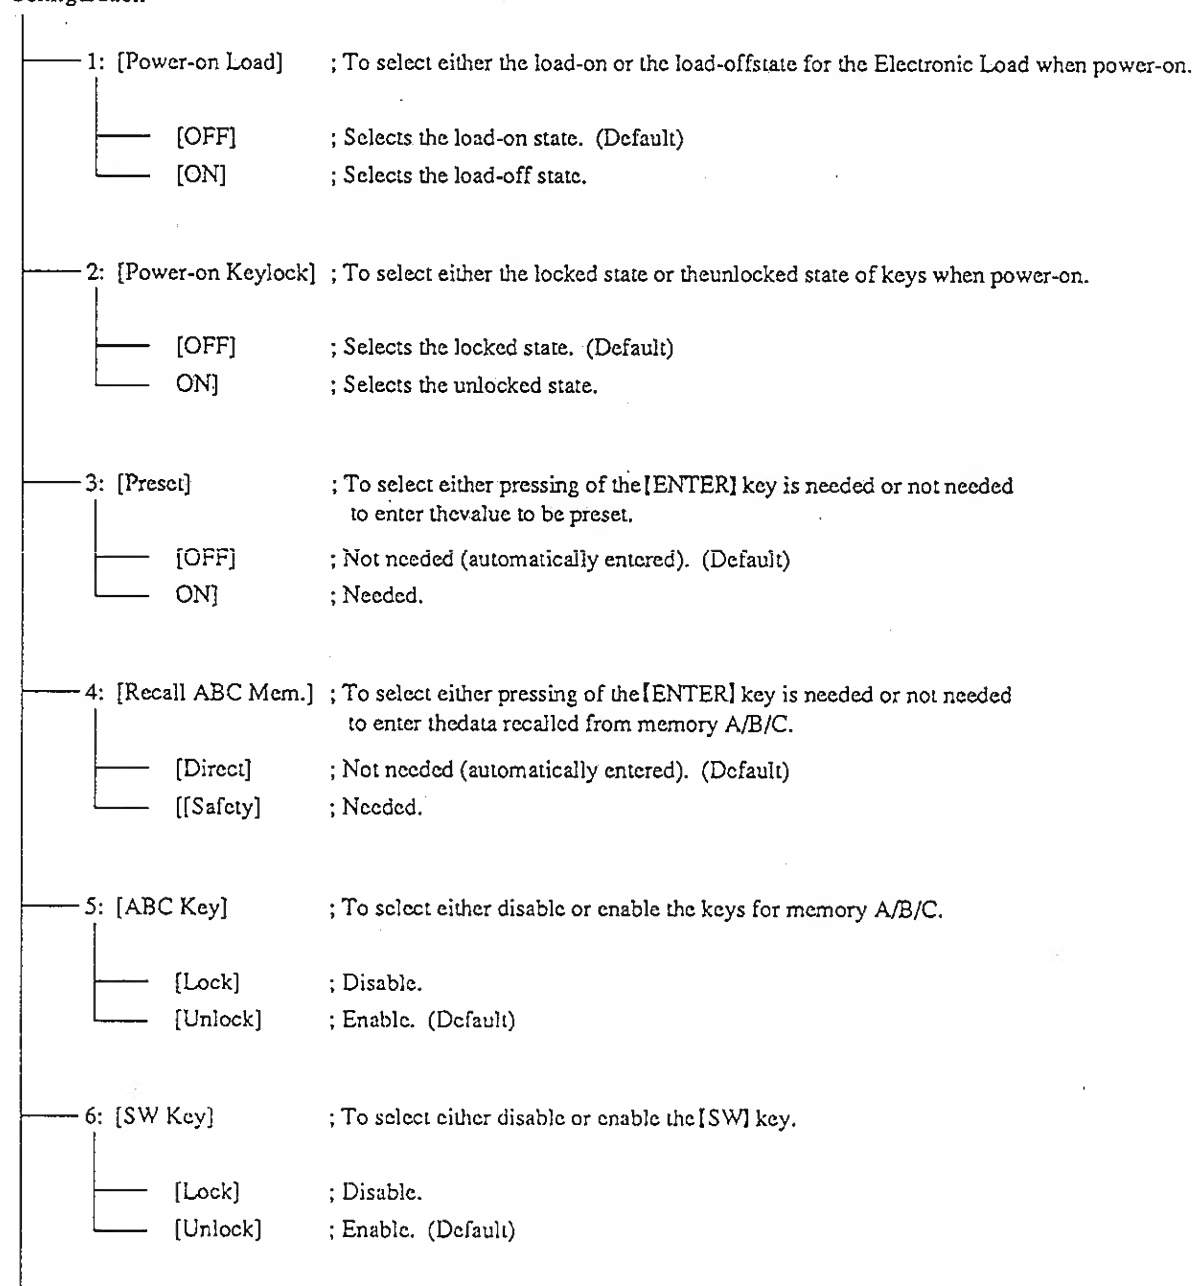 1: [Power-on Load] ; To select either the load-on or the load-offstate for the Electronic Load when power-on.
[OFF] ; Selects the load-on state. (Default)
[ON] ; Selects the load-off state.
2: [Power-on Keylock] ; To select either the locked state or theunlocked state of keys when power-on.
[OFF] ; Selects the locked state. (Default)
ON] ; Selects the unlocked state.
3: [Preset] ; To select either pressing of the [ENTER] key is needed or not needed
to enter thevalue to be preset.
[OFF] ; Not needed (automatically entered). (Default)
ON] ; Needed.
4: [Recall ABC Mem.] ; To select either pressing of the [ENTER] key is needed or not needed
to enter thedata recalled from memory A/B/C.
[Direct] ; Not needed (automatically entered). (Default)
[[Safety] ; Needed.
5: [ABC Key] ; To select either disable or enable the keys for memory A/B/C.
[Lock] ; Disable.
[Unlock] ; Enable. (Default)
6: [SW Key] ; To select either disable or enable the [SW] key.
[Lock] ; Disable.
[Unlock] ; Enable. (Default)